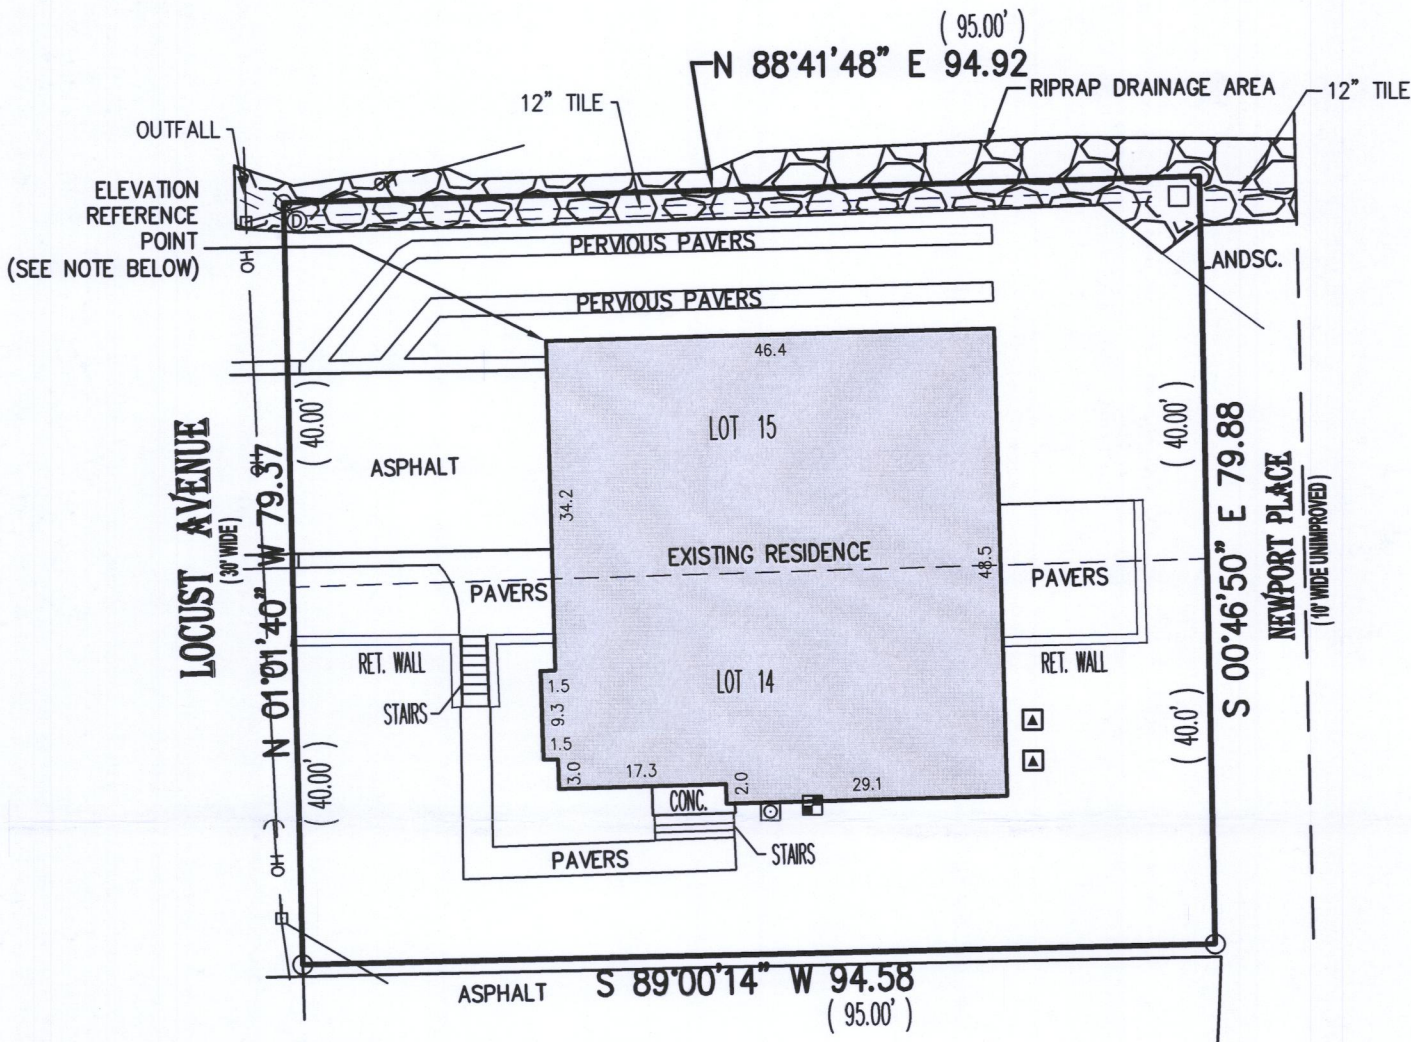 ( 95.00' )
N 88°41'48" E 94.92
RIPRAP DRAINAGE AREA
12" TILE
12" TILE
OUTFALL
ELEVATION
REFERENCE
POINT
(SEE NOTE BELOW)
OH
PERVIOUS PAVERS
LANDSC.
PERVIOUS PAVERS
46.4
LOT 15
(40.00')
(40.00')
ASPHALT
LOCUST AVENUE
(30' WIDE)
N 01°01'40" W 79.37
OH
34.2
EXISTING RESIDENCE
48.5
S 00°46'50" E 79.88
NEWPORT PLACE
(10' WIDE UNIMPROVED)
PAVERS
PAVERS
RET. WALL
RET. WALL
LOT 14
STAIRS
1.5
9.3
1.5
3.0
17.3
2.0
29.1
(40.0')
(40.00')
CONC.
PAVERS
STAIRS
OH
ASPHALT
S 89°00'14" W 94.58
( 95.00' )